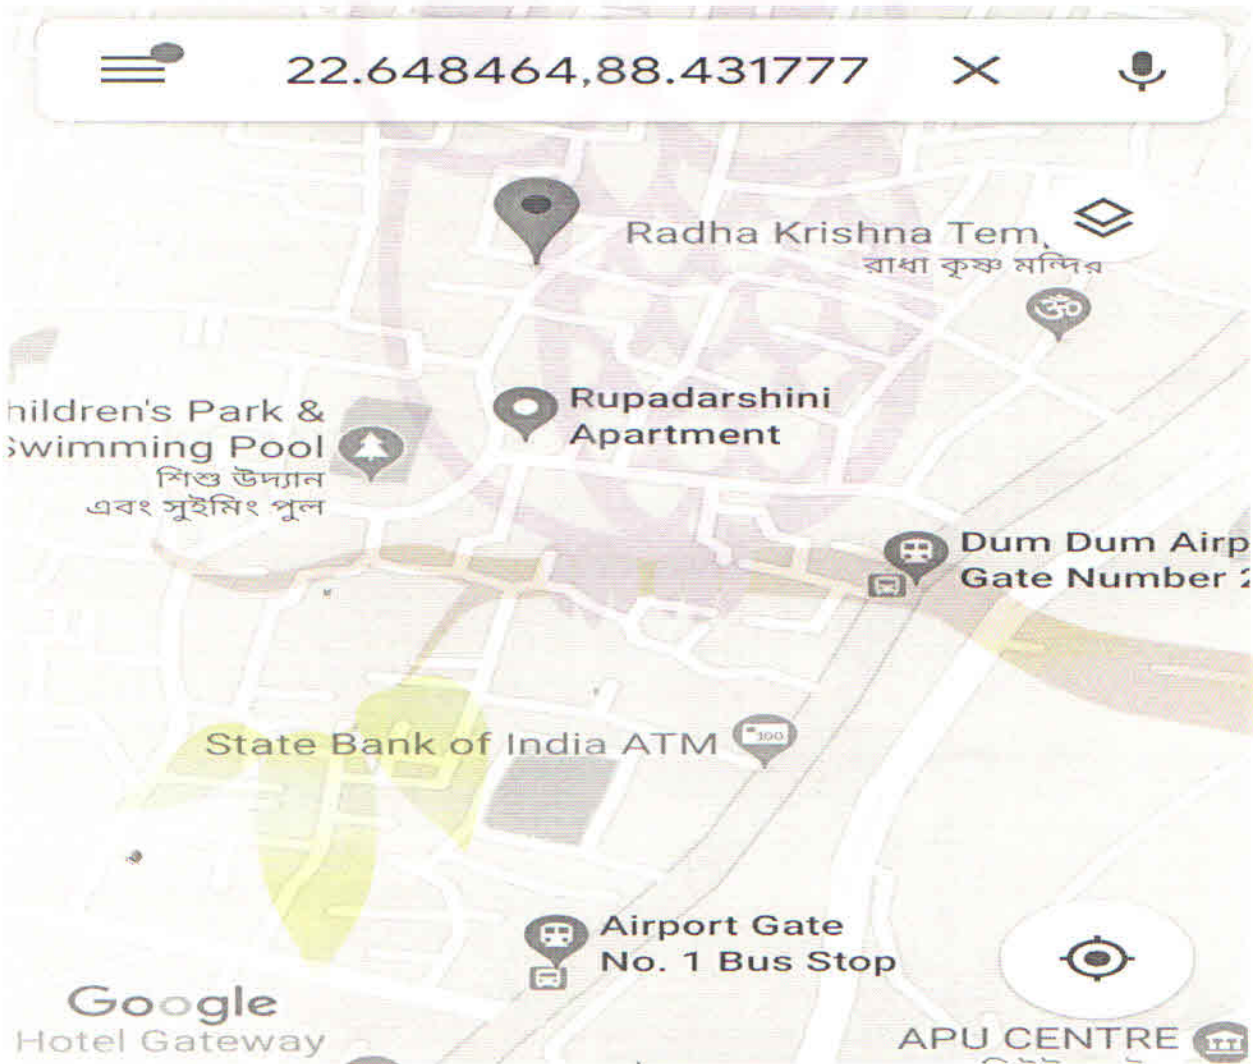 22.648464,88.431777
Radha Krishna Tem
রাধা কৃষ্ণ মন্দির
Rupadarshini
Apartment
hildren's Park &
Swimming Pool
শিশু উদ্যান
এবং সুইমিং পুল
Dum Dum Airp
Gate Number 2
State Bank of India ATM
100
Airport Gate
No. 1 Bus Stop
Google
Hotel Gateway
APU CENTRE